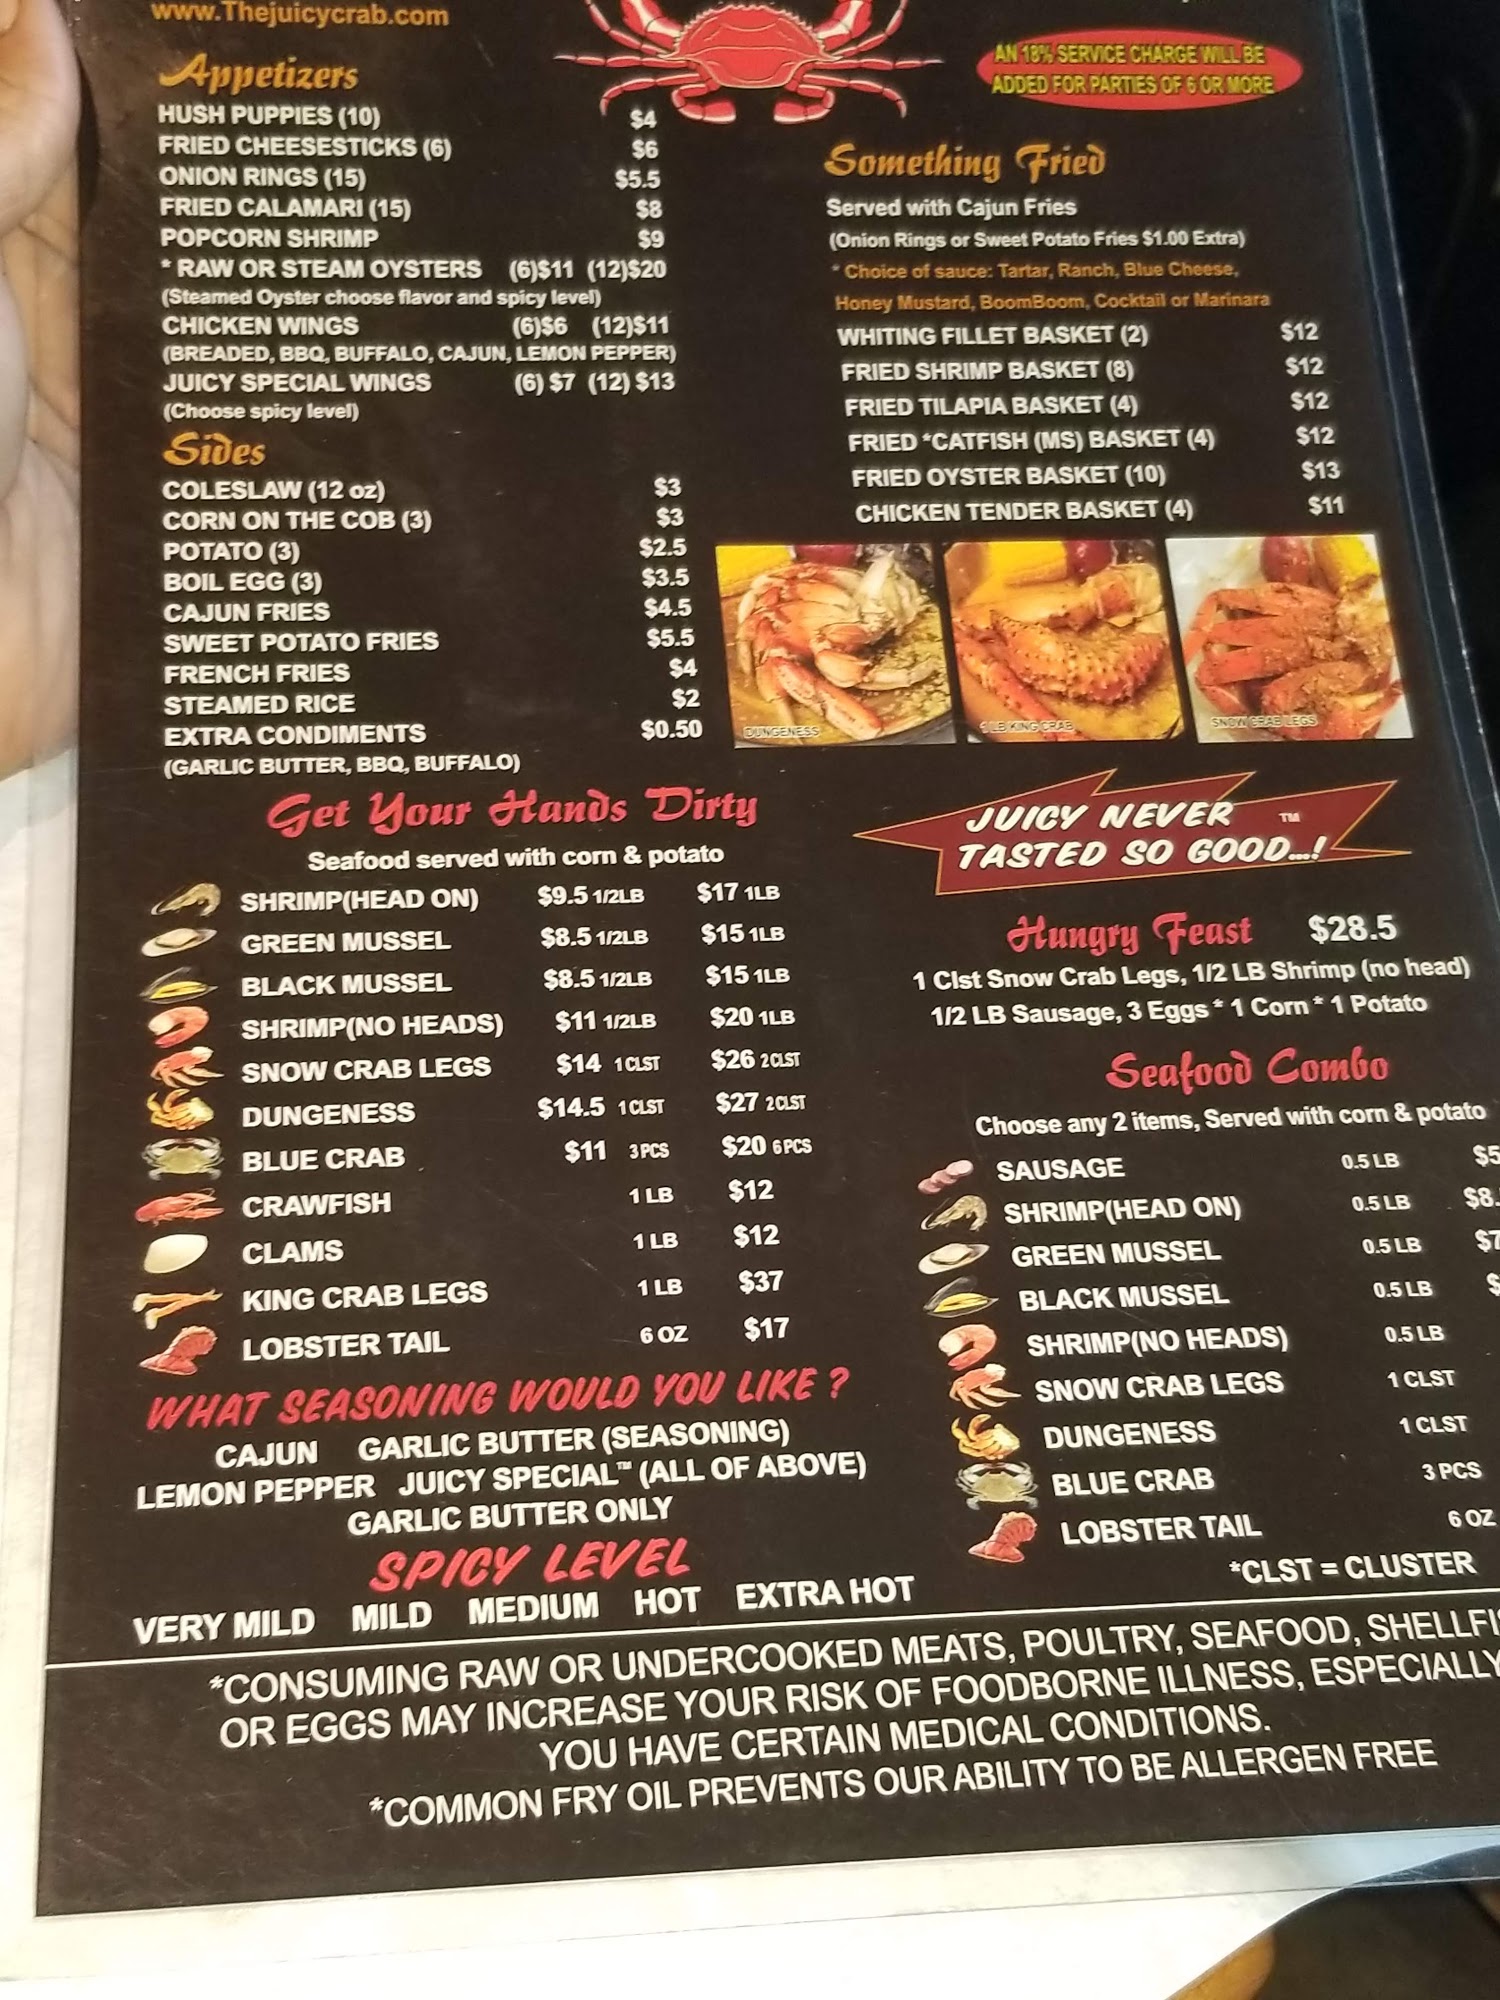 www.Thejuicycrab.com
AN 18% SERVICE CHARGE WILL BE
ADDED FOR PARTIES OF 6 OR MORE
Appetizers
HUSH PUPPIES (10) $4
FRIED CHEESESTICKS (6) $6
ONION RINGS (15) $5.5
FRIED CALAMARI (15) $8
POPCORN SHRIMP $9
* RAW OR STEAM OYSTERS (6)$11 (12)$20
(Steamed Oyster choose flavor and spicy level)
CHICKEN WINGS (6)$6 (12)$11
(BREADED, BBQ, BUFFALO, CAJUN, LEMON PEPPER)
JUICY SPECIAL WINGS (6) $7 (12) $13
(Choose spicy level)
Sides
COLESLAW (12 oz) $3
CORN ON THE COB (3) $3
POTATO (3) $2.5
BOIL EGG (3) $3.5
CAJUN FRIES $4.5
SWEET POTATO FRIES $5.5
FRENCH FRIES $4
STEAMED RICE $2
EXTRA CONDIMENTS $0.50
(GARLIC BUTTER, BBQ, BUFFALO)
Something Fried
Served with Cajun Fries
(Onion Rings or Sweet Potato Fries $1.00 Extra)
* Choice of sauce: Tartar, Ranch, Blue Cheese,
Honey Mustard, BoomBoom, Cocktail or Marinara
WHITING FILLET BASKET (2) $12
FRIED SHRIMP BASKET (8) $12
FRIED TILAPIA BASKET (4) $12
FRIED *CATFISH (MS) BASKET (4) $12
FRIED OYSTER BASKET (10) $13
CHICKEN TENDER BASKET (4) $11
DUNGENESS
1 LB KING CRAB
SNOW CRAB LEGS
Get Your Hands Dirty
Seafood served with corn & potato
SHRIMP(HEAD ON) $9.5 1/2LB $17 1LB
GREEN MUSSEL $8.5 1/2LB $15 1LB
BLACK MUSSEL $8.5 1/2LB $15 1LB
SHRIMP(NO HEADS) $11 1/2LB $20 1LB
SNOW CRAB LEGS $14 1 CLST $26 2 CLST
DUNGENESS $14.5 1 CLST $27 2 CLST
BLUE CRAB $11 3 PCS $20 6 PCS
CRAWFISH 1 LB $12
CLAMS 1 LB $12
KING CRAB LEGS 1 LB $37
LOBSTER TAIL 6 OZ $17
WHAT SEASONING WOULD YOU LIKE ?
CAJUN GARLIC BUTTER (SEASONING)
LEMON PEPPER JUICY SPECIAL™ (ALL OF ABOVE)
GARLIC BUTTER ONLY
SPICY LEVEL
VERY MILD MILD MEDIUM HOT EXTRA HOT
JUICY NEVER ™
TASTED SO GOOD...!
Hungry Feast $28.5
1 Clst Snow Crab Legs, 1/2 LB Shrimp (no head)
1/2 LB Sausage, 3 Eggs * 1 Corn * 1 Potato
Seafood Combo
Choose any 2 items, Served with corn & potato
SAUSAGE 0.5 LB $5
SHRIMP(HEAD ON) 0.5 LB $8.
GREEN MUSSEL 0.5 LB $7
BLACK MUSSEL 0.5 LB $
SHRIMP(NO HEADS) 0.5 LB
SNOW CRAB LEGS 1 CLST
DUNGENESS 1 CLST
BLUE CRAB 3 PCS
LOBSTER TAIL 6 OZ
*CLST = CLUSTER
*CONSUMING RAW OR UNDERCOOKED MEATS, POULTRY, SEAFOOD, SHELLFI
OR EGGS MAY INCREASE YOUR RISK OF FOODBORNE ILLNESS, ESPECIALLY
YOU HAVE CERTAIN MEDICAL CONDITIONS.
*COMMON FRY OIL PREVENTS OUR ABILITY TO BE ALLERGEN FREE